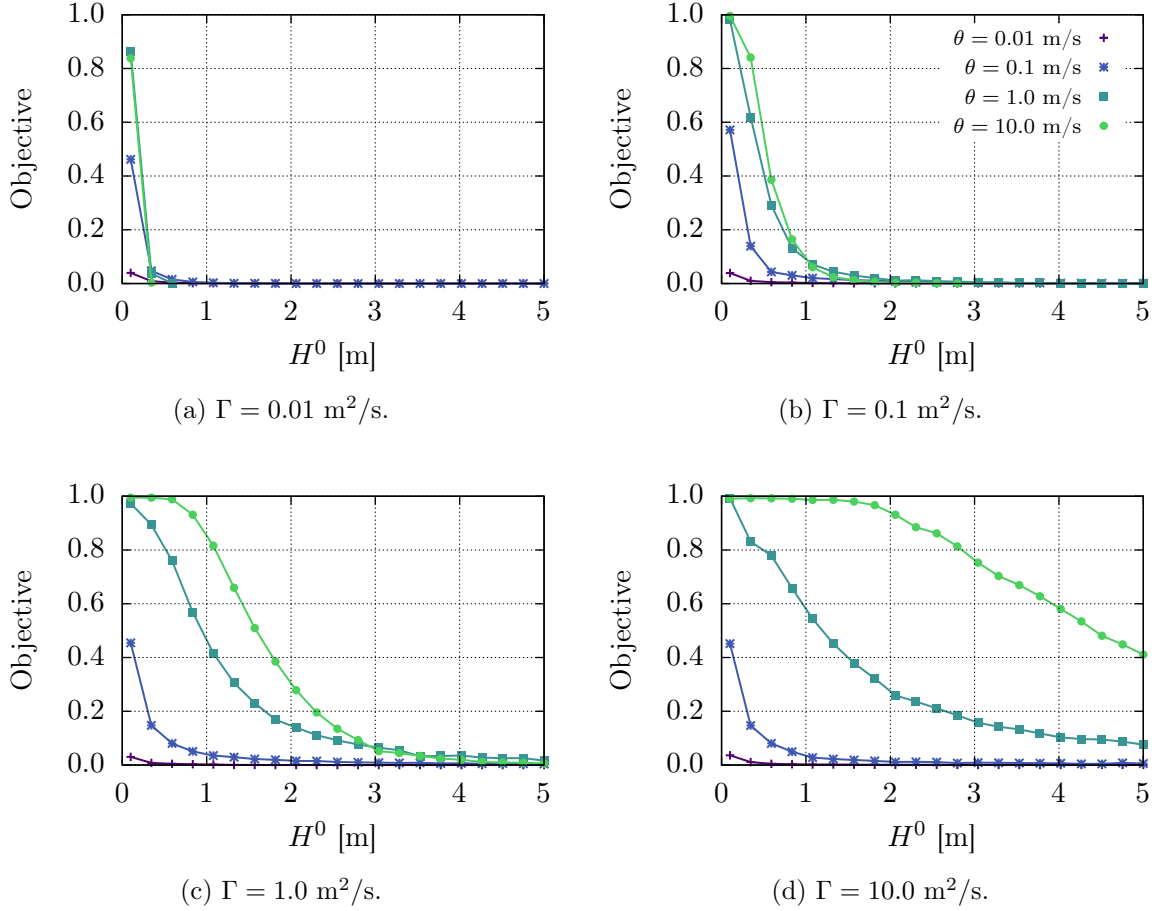 1.0
0.8
0.6
0.4
0.2
0.0
Objective
0 1 2 3 4 5
H⁰ [m]
(a) Γ = 0.01 m²/s.
1.0
0.8
0.6
0.4
0.2
0.0
Objective
θ = 0.01 m/s
θ = 0.1 m/s
θ = 1.0 m/s
θ = 10.0 m/s
0 1 2 3 4 5
H⁰ [m]
(b) Γ = 0.1 m²/s.
1.0
0.8
0.6
0.4
0.2
0.0
Objective
0 1 2 3 4 5
H⁰ [m]
(c) Γ = 1.0 m²/s.
1.0
0.8
0.6
0.4
0.2
0.0
Objective
0 1 2 3 4 5
H⁰ [m]
(d) Γ = 10.0 m²/s.